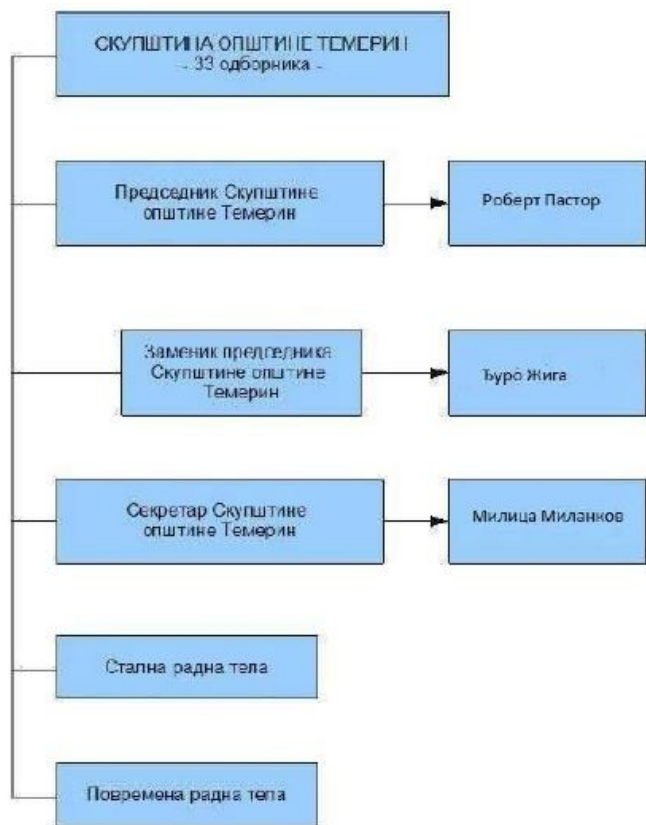 СКУПШТИНА ОПШТИНЕ ТЕМЕРИН
- 33 одборника -
Председник Скупштине
општине Темерин
Роберт Пастор
Заменик председника
Скупштине општине
Темерин
Ђуро Жига
Секретар Скупштине
општине Темерин
Милица Миланков
Стална радна тела
Повремена радна тела